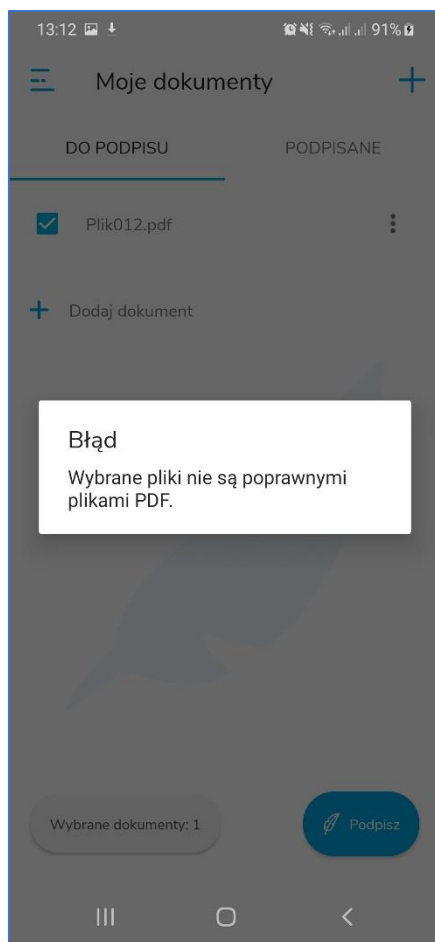 13:12 91%
Moje dokumenty
DO PODPISU PODPISANE
Plik012.pdf
Dodaj dokument
Błąd
Wybrane pliki nie są poprawnymi
plikami PDF.
Wybrane dokumenty: 1 Podpisz